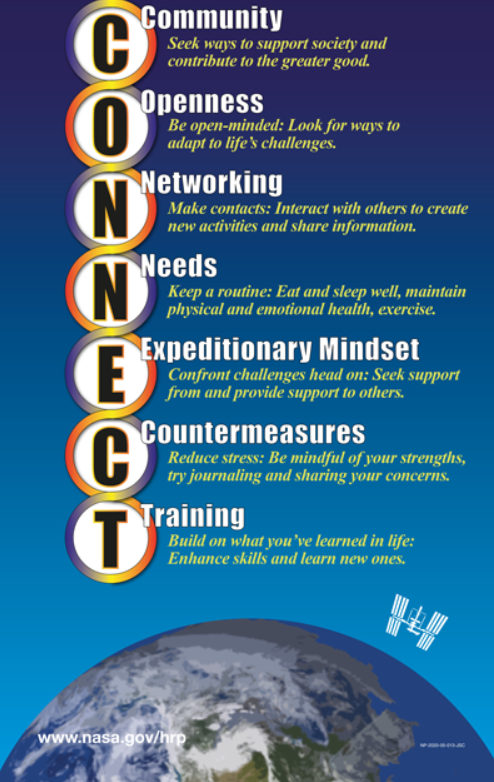 C
Community
Seek ways to support society and
contribute to the greater good.
O
Openness
Be open-minded: Look for ways to
adapt to life's challenges.
N
Networking
Make contacts: Interact with others to create
new activities and share information.
N
Needs
Keep a routine: Eat and sleep well, maintain
physical and emotional health, exercise.
E
Expeditionary Mindset
Confront challenges head on: Seek support
from and provide support to others.
C
Countermeasures
Reduce stress: Be mindful of your strengths,
try journaling and sharing your concerns.
T
Training
Build on what you've learned in life:
Enhance skills and learn new ones.
www.nasa.gov/hrp